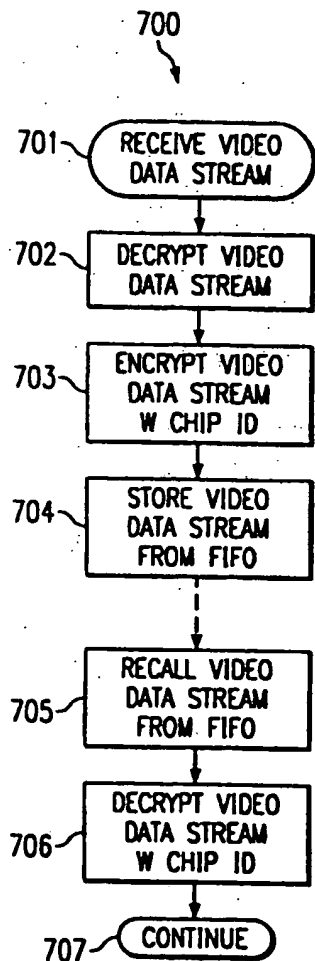 700
701
RECEIVE VIDEO
DATA STREAM
702
DECRYPT VIDEO
DATA STREAM
703
ENCRYPT VIDEO
DATA STREAM
W CHIP ID
704
STORE VIDEO
DATA STREAM
FROM FIFO
705
RECALL VIDEO
DATA STREAM
FROM FIFO
706
DECRYPT VIDEO
DATA STREAM
W CHIP ID
707
CONTINUE